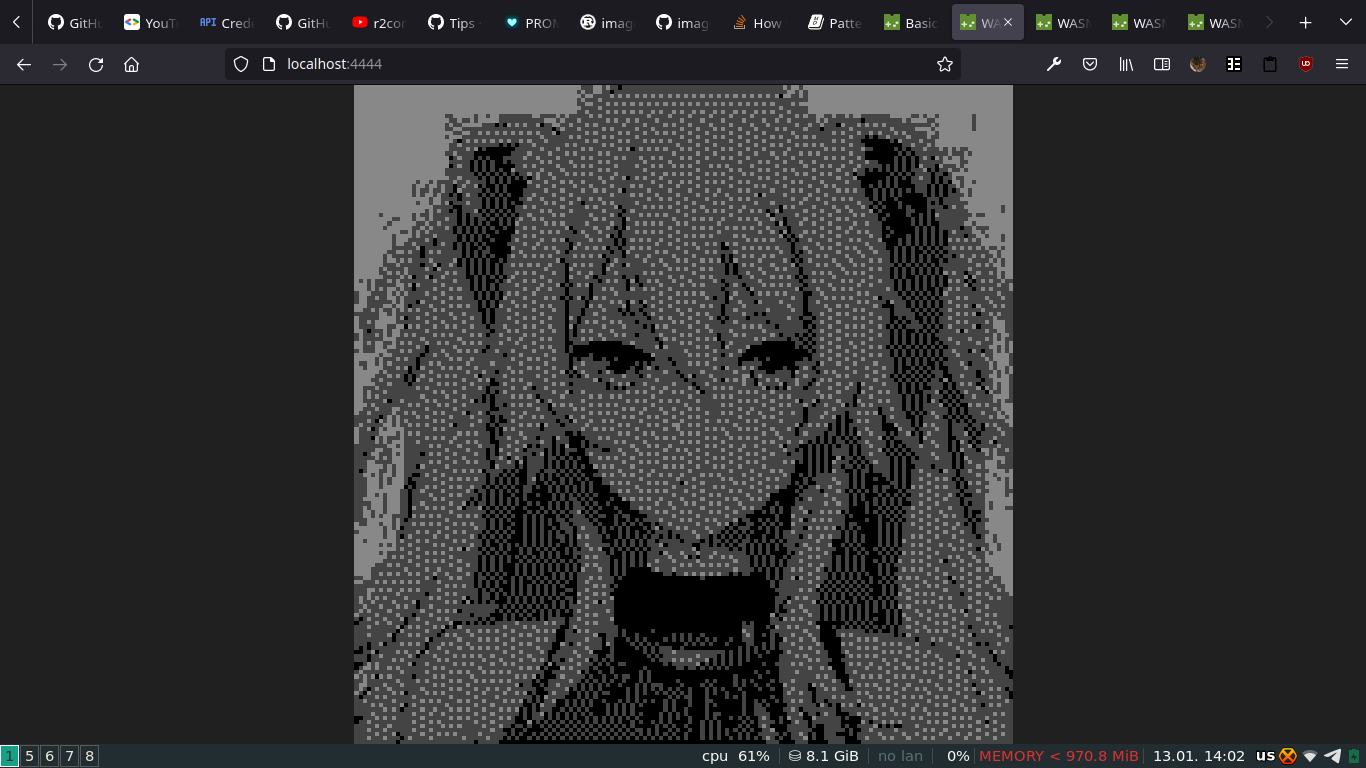 GitHu YouT API Cred GitHu r2cor Tips PROM imag imag How Patte Basic WA WASM WASM WASM
localhost:4444
1 5 6 7 8 cpu 61% 8.1 GiB no lan 0% MEMORY < 970.8 MiB 13.01. 14:02 us